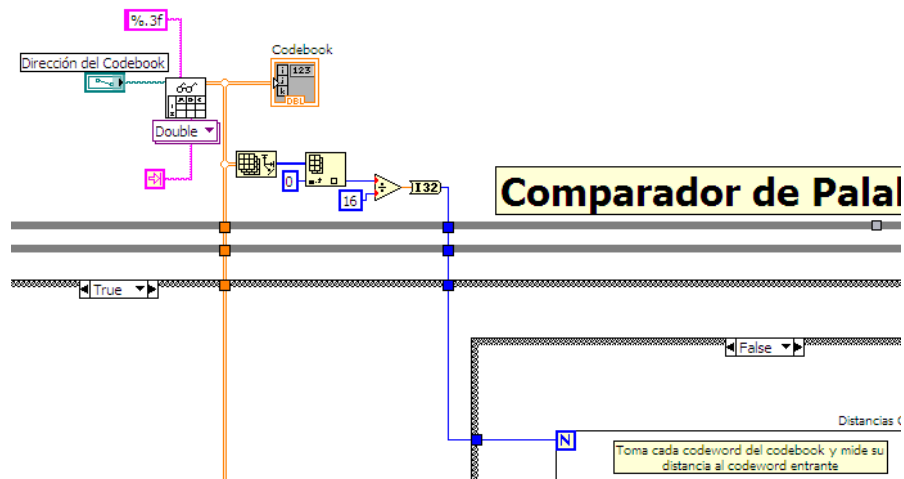 %.3f
Dirección del Codebook
Codebook
123
i
j
k
DBL
Double
0
16
I32
Comparador de Palal
True
False
Distancias C
N
Toma cada codeword del codebook y mide su
distancia al codeword entrante